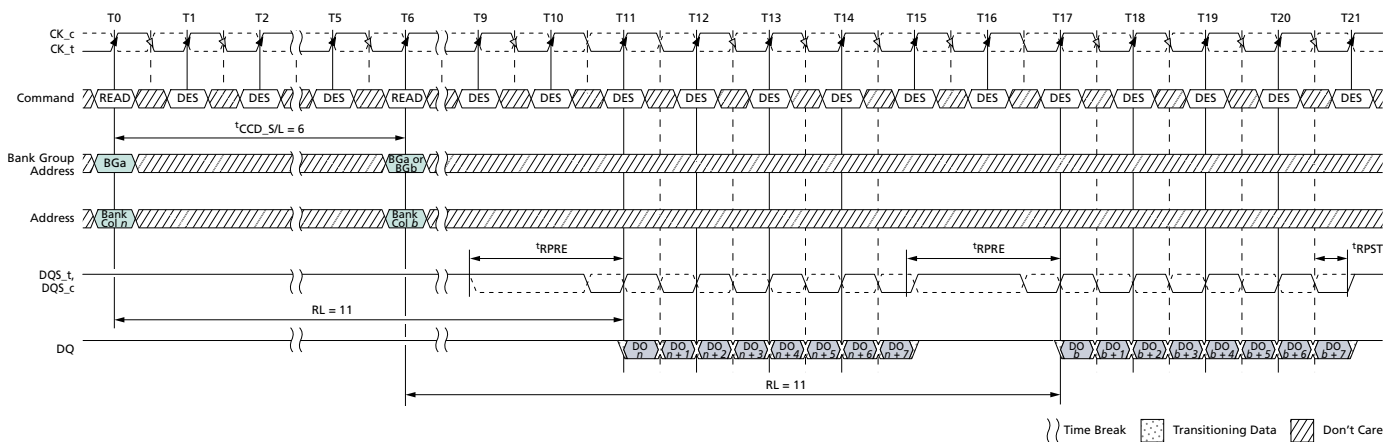 T0 T1 T2 T5 T6 T9 T10 T11 T12 T13 T14 T15 T16 T17 T18 T19 T20 T21
CK_c
CK_t
Command READ DES DES DES READ DES DES DES DES DES DES DES DES DES DES DES DES DES
tCCD_S/L = 6
Bank Group
Address
BGa
BGa or
BGb
Address
Bank
Col n
Bank
Col b
tRPRE tRPRE tRPST
DQS_t,
DQS_c
RL = 11
DQ
DO
n
DO
n + 1
DO
n + 2
DO
n + 3
DO
n + 4
DO
n + 5
DO
n + 6
DO
n + 7
DO
b
DO
b + 1
DO
b + 2
DO
b + 3
DO
b + 4
DO
b + 5
DO
b + 6
DO
b + 7
RL = 11
Time Break Transitioning Data Don't Care